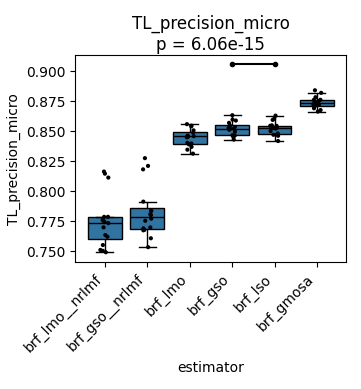 TL_precision_micro
p = 6.06e-15
TL_precision_micro
0.900
0.875
0.850
0.825
0.800
0.775
0.750
brf_lmo__nrlmf
brf_gso__nrlmf
brf_lmo
brf_gso
brf_lso
brf_gmosa
estimator